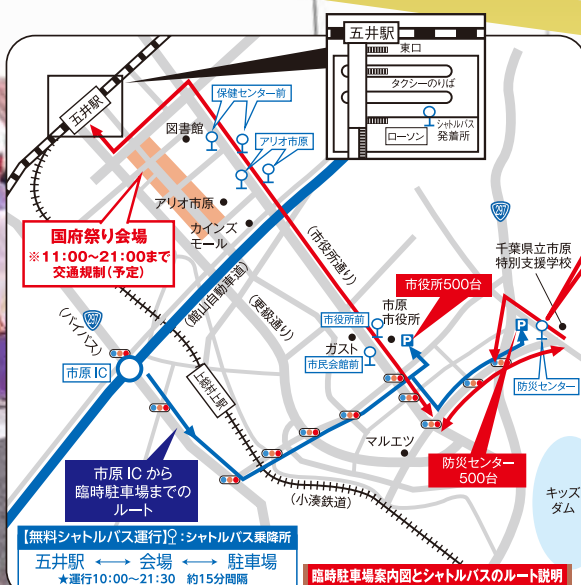 五井駅
東口
タクシーのりば
シャトルバス
発着所
ローソン
五井駅
保健センター前
図書館
アリオ市原
アリオ市原
カインズ
モール
国府祭り会場
※11:00～21:00まで
交通規制(予定)
(市役所通り)
(館山自動車道)
(更級通り)
297
(バイパス)
市原IC
上総村上駅
297
千葉県立市原
特別支援学校
市役所500台
市原
市役所
P
市役所前
ガスト
市民会館前
P
防災センター
マルエツ
防災センター
500台
キッズ
ダム
(小湊鉄道)
市原 IC から
臨時駐車場までの
ルート
【無料シャトルバス運行】:シャトルバス乗降所
五井駅 ⟷ 会場 ⟷ 駐車場
★運行10:00～21:30 約15分間隔
臨時駐車場案内図とシャトルバスのルート説明